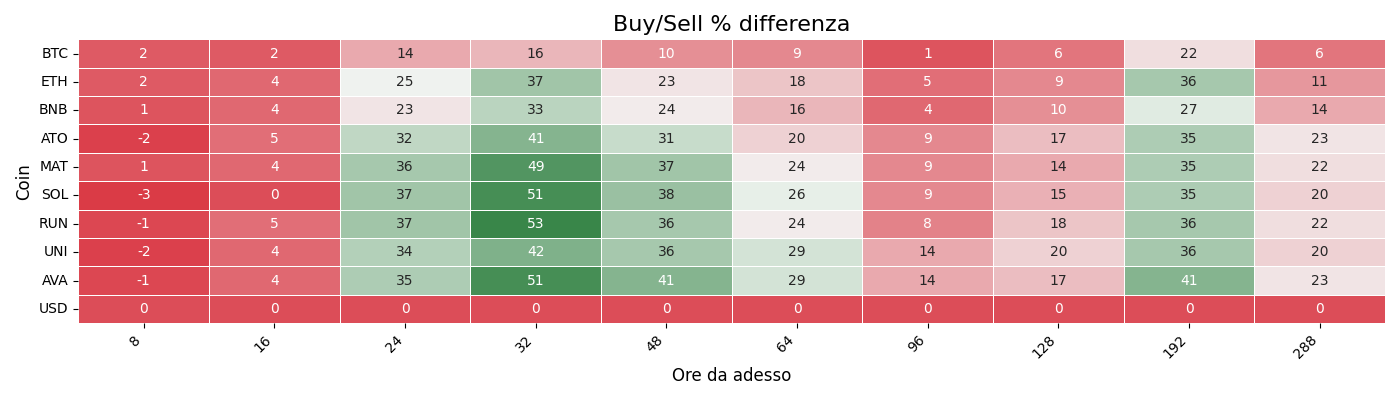 Buy/Sell % differenza
Coin
BTC 2 2 14 16 10 9 1 6 22 6
ETH 2 4 25 37 23 18 5 9 36 11
BNB 1 4 23 33 24 16 4 10 27 14
ATO -2 5 32 41 31 20 9 17 35 23
MAT 1 4 36 49 37 24 9 14 35 22
SOL -3 0 37 51 38 26 9 15 35 20
RUN -1 5 37 53 36 24 8 18 36 22
UNI -2 4 34 42 36 29 14 20 36 20
AVA -1 4 35 51 41 29 14 17 41 23
USD 0 0 0 0 0 0 0 0 0 0
8 16 24 32 48 64 96 128 192 288
Ore da adesso